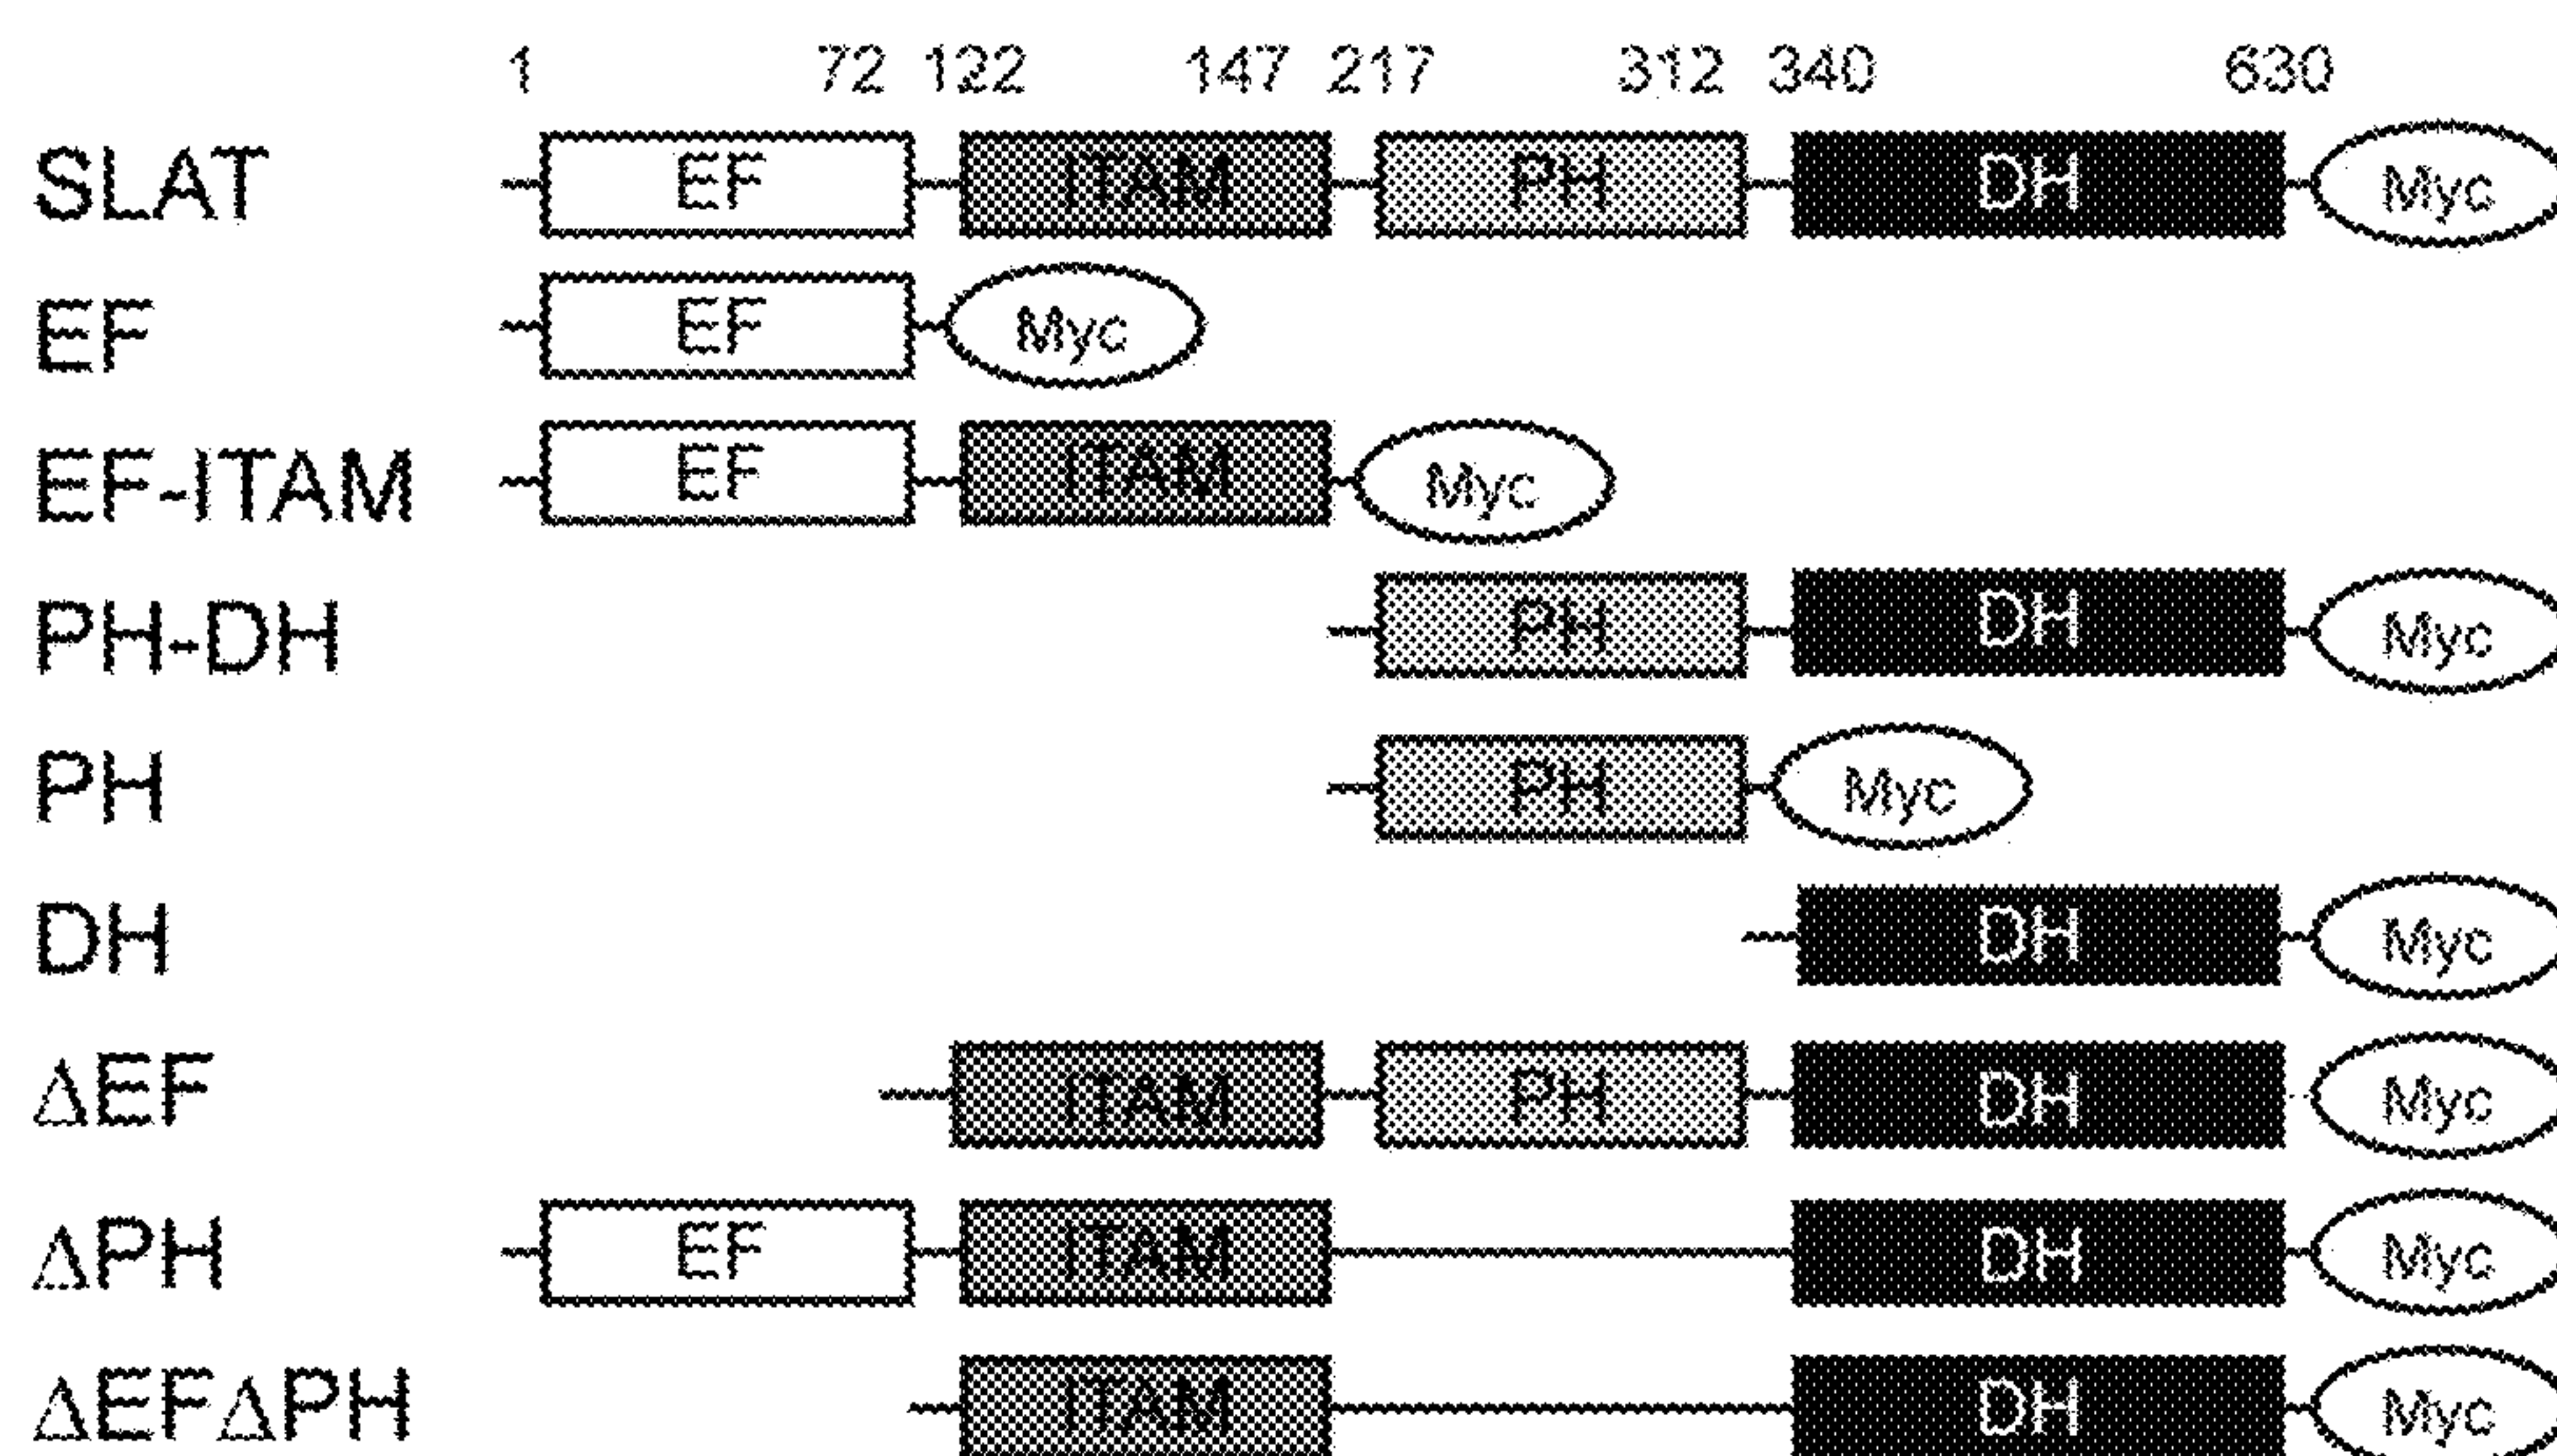 1 72 122 147 217 312 340 630
SLAT EF ITAM PH DH Myc
EF EF Myc
EF-ITAM EF ITAM Myc
PH-DH PH DH Myc
PH PH Myc
DH DH Myc
ΔEF ITAM PH DH Myc
ΔPH EF ITAM DH Myc
ΔEFΔPH ITAM DH Myc